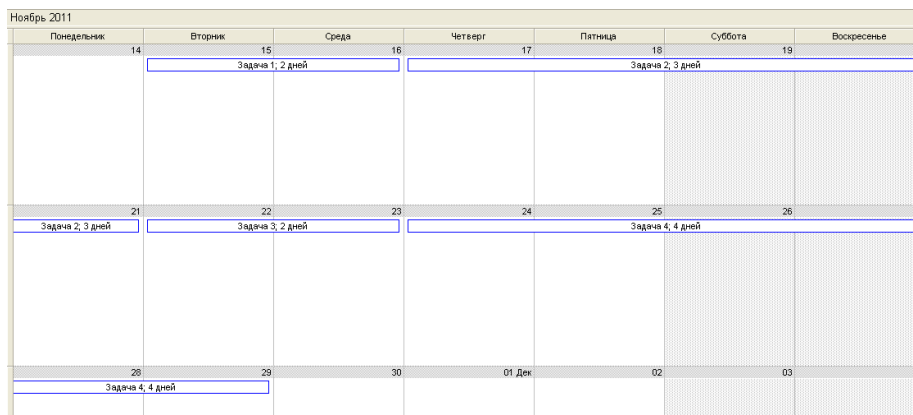 Ноябрь 2011
Понедельник Вторник Среда Четверг Пятница Суббота Воскресенье
14 15 16 17 18 19
Задача 1; 2 дней Задача 2; 3 дней
21 22 23 24 25 26
Задача 2; 3 дней Задача 3; 2 дней Задача 4; 4 дней
28 29 30 01 Дек 02 03
Задача 4; 4 дней